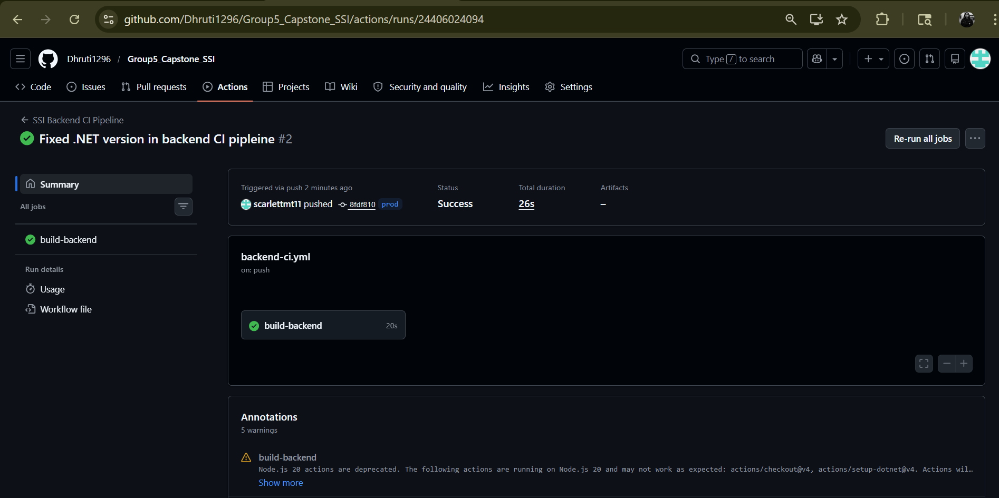 github.com/Dhruti1296/Group5_Capstone_SSI/actions/runs/24406024094
Dhruti1296 / Group5_Capstone_SSI
Type / to search
Code Issues Pull requests Actions Projects Wiki Security and quality Insights Settings
SSI Backend CI Pipeline
Fixed .NET version in backend CI pipleine #2
Re-run all jobs
Summary
All jobs
build-backend
Run details
Usage
Workflow file
Triggered via push 2 minutes ago
scarlettmt11 pushed 8fdf810 prod
Status
Success
Total duration
26s
Artifacts
–
backend-ci.yml
on: push
build-backend 20s
Annotations
5 warnings
build-backend
Node.js 20 actions are deprecated. The following actions are running on Node.js 20 and may not work as expected: actions/checkout@v4, actions/setup-dotnet@v4. Actions wil…
Show more